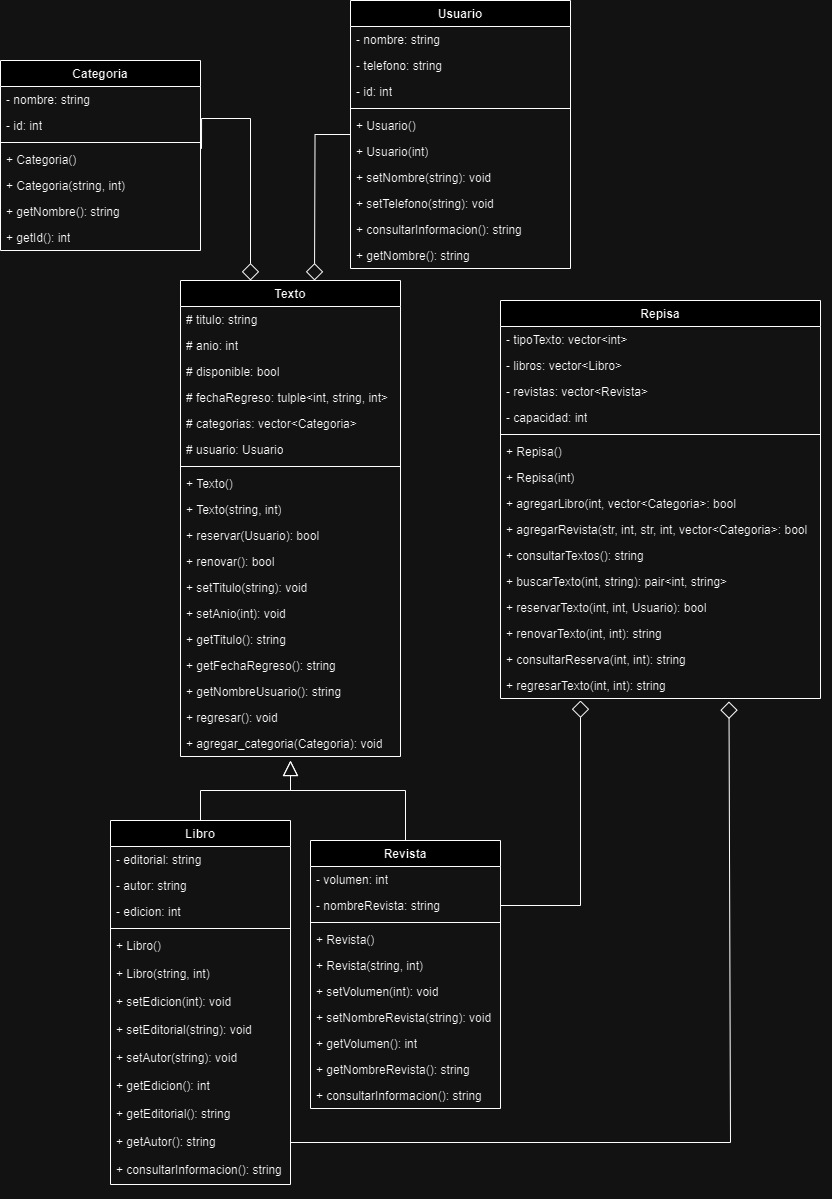 Usuario
- nombre: string
- telefono: string
- id: int
+ Usuario()
+ Usuario(int)
+ setNombre(string): void
+ setTelefono(string): void
+ consultarInformacion(): string
+ getNombre(): string
Categoria
- nombre: string
- id: int
+ Categoria()
+ Categoria(string, int)
+ getNombre(): string
+ getId(): int
Texto
# titulo: string
# anio: int
# disponible: bool
# fechaRegreso: tulple<int, string, int>
# categorias: vector<Categoria>
# usuario: Usuario
+ Texto()
+ Texto(string, int)
+ reservar(Usuario): bool
+ renovar(): bool
+ setTitulo(string): void
+ setAnio(int): void
+ getTitulo(): string
+ getFechaRegreso(): string
+ getNombreUsuario(): string
+ regresar(): void
+ agregar_categoria(Categoria): void
Repisa
- tipoTexto: vector<int>
- libros: vector<Libro>
- revistas: vector<Revista>
- capacidad: int
+ Repisa()
+ Repisa(int)
+ agregarLibro(int, vector<Categoria>: bool
+ agregarRevista(str, int, str, int, vector<Categoria>: bool
+ consultarTextos(): string
+ buscarTexto(int, string): pair<int, string>
+ reservarTexto(int, int, Usuario): bool
+ renovarTexto(int, int): string
+ consultarReserva(int, int): string
+ regresarTexto(int, int): string
Libro
- editorial: string
- autor: string
- edicion: int
+ Libro()
+ Libro(string, int)
+ setEdicion(int): void
+ setEditorial(string): void
+ setAutor(string): void
+ getEdicion(): int
+ getEditorial(): string
+ getAutor(): string
+ consultarInformacion(): string
Revista
- volumen: int
- nombreRevista: string
+ Revista()
+ Revista(string, int)
+ setVolumen(int): void
+ setNombreRevista(string): void
+ getVolumen(): int
+ getNombreRevista(): string
+ consultarInformacion(): string